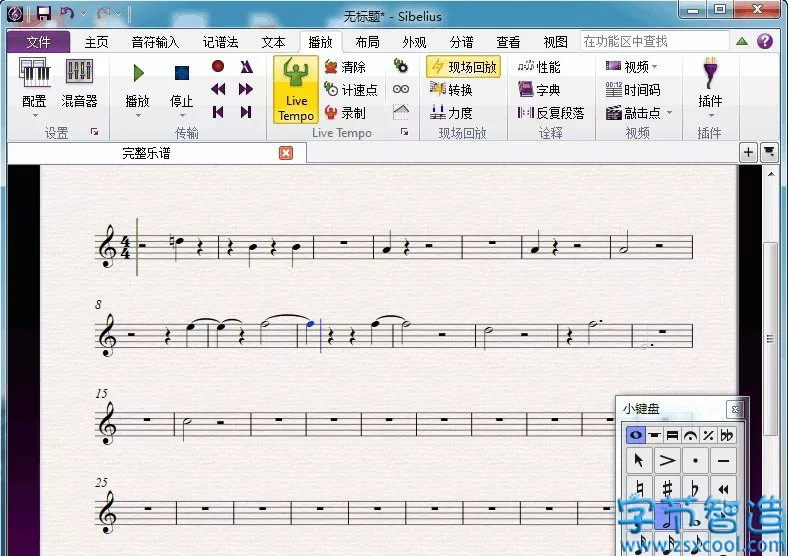 无标题* - Sibelius
文件 主页 音符输入 记谱法 文本 播放 布局 外观 分谱 查看 视图 在功能区中查找
配置 混音器 播放 停止 Live Tempo 清除 现场回放 性能 视频 插件
计速点 转换 字典 时间码
录制 力度 反复段落 敲击点
设置 传输 Live Tempo 现场回放 诠释 视频 插件
完整乐谱
4
4
8
15
小键盘
25
字节智造
www.zsxcool.com